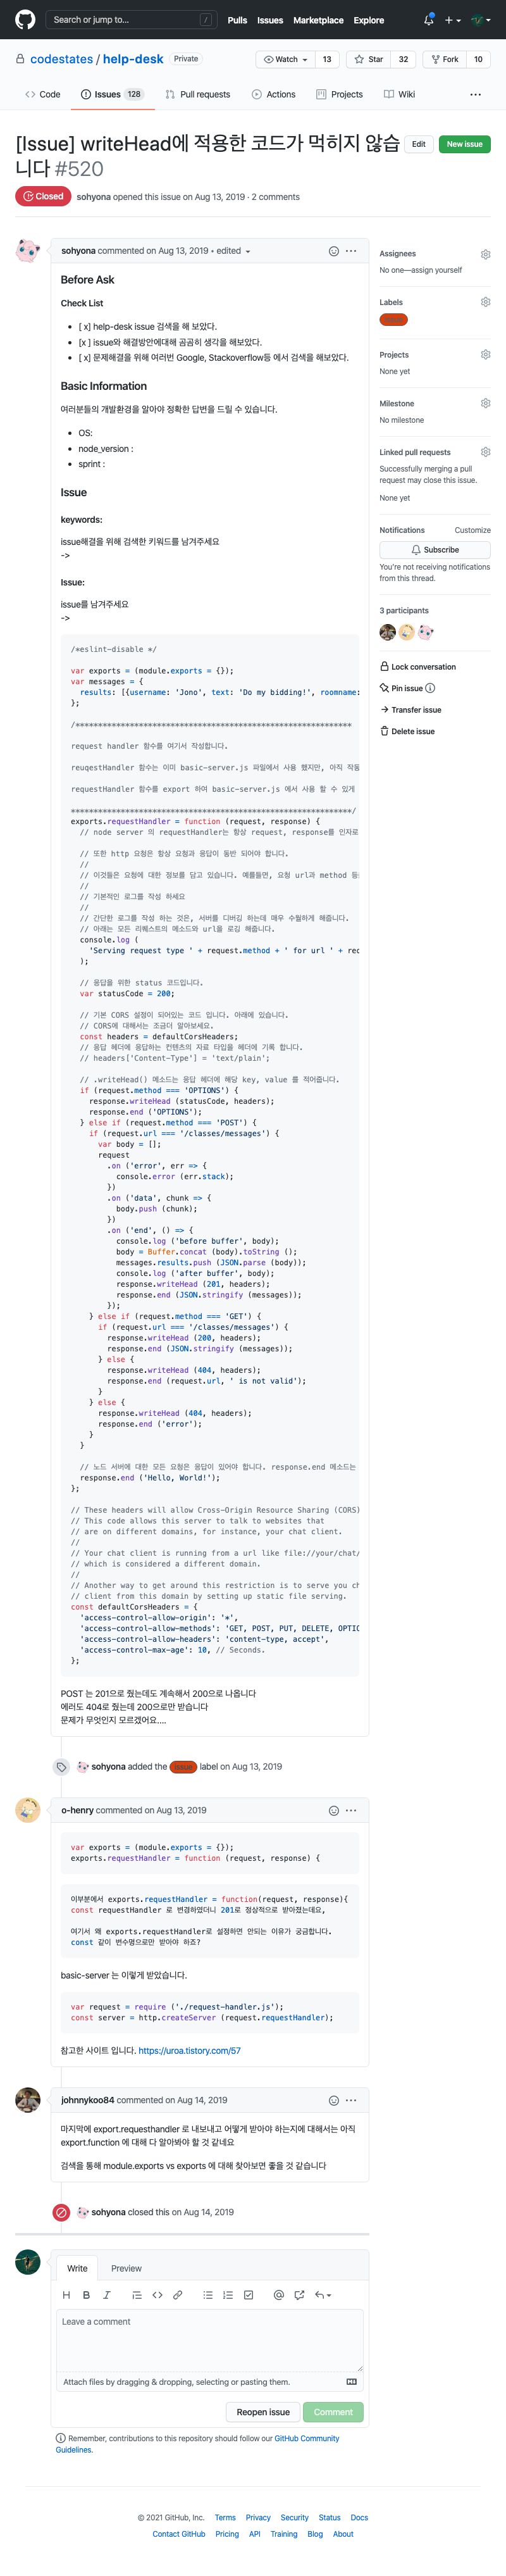 Search or jump to... /
Pulls Issues Marketplace Explore
codestates / help-desk Private
Watch 13 Star 32 Fork 10
Code Issues 128 Pull requests Actions Projects Wiki
[Issue] writeHead에 적용한 코드가 먹히지 않습
니다 #520
Edit New issue
Closed sohyona opened this issue on Aug 13, 2019 · 2 comments
sohyona commented on Aug 13, 2019 • edited
Before Ask
Check List
[ x] help-desk issue 검색을 해 보았다.
[x ] issue와 해결방안에대해 곰곰히 생각을 해보았다.
[ x] 문제해결을 위해 여러번 Google, Stackoverflow등 에서 검색을 해보았다.
Basic Information
여러분들의 개발환경을 알아야 정확한 답변을 드릴 수 있습니다.
OS:
node_version :
sprint :
Issue
keywords:
issue해결을 위해 검색한 키워드를 남겨주세요
->
Issue:
issue를 남겨주세요
->
/*eslint-disable */
var exports = (module.exports = {});
var messages = {
results: [{username: 'Jono', text: 'Do my bidding!', roomname:
};
/*************************************************************
request handler 함수를 여기서 작성합니다.
reuqestHandler 함수는 이미 basic-server.js 파일에서 사용 했지만, 아직 작동
requestHandler 함수를 export 하여 basic-server.js 에서 사용 할 수 있게
**************************************************************/
exports.requestHandler = function (request, response) {
// node server 의 requestHandler는 항상 request, response를 인자로
// 또한 http 요청은 항상 요청과 응답이 동반 되어야 합니다.
//
// 이것들은 요청에 대한 정보를 담고 있습니다. 예를들면, 요청 url과 method 등
//
// 기본적인 로그를 작성 하세요
//
// 간단한 로그를 작성 하는 것은, 서버를 디버깅 하는데 매우 수월하게 해줍니다.
// 아래는 모든 리퀘스트의 메소드와 url을 로깅 해줍니다.
console.log (
'Serving request type ' + request.method + ' for url ' + rec
);
// 응답을 위한 status 코드입니다.
var statusCode = 200;
// 기본 CORS 설정이 되어있는 코드 입니다. 아래에 있습니다.
// CORS에 대해서는 조금더 알아보세요.
const headers = defaultCorsHeaders;
// 응답 헤더에 응답하는 컨텐츠의 자료 타입을 헤더에 기록 합니다.
// headers['Content-Type'] = 'text/plain';
// .writeHead() 메소드는 응답 헤더에 해당 key, value 를 적어줍니다.
if (request.method === 'OPTIONS') {
response.writeHead (statusCode, headers);
response.end ('OPTIONS');
} else if (request.method === 'POST') {
if (request.url === '/classes/messages') {
var body = [];
request
.on ('error', err => {
console.error (err.stack);
})
.on ('data', chunk => {
body.push (chunk);
})
.on ('end', () => {
console.log ('before buffer', body);
body = Buffer.concat (body).toString ();
messages.results.push (JSON.parse (body));
console.log ('after buffer', body);
response.writeHead (201, headers);
response.end (JSON.stringify (messages));
});
} else if (request.method === 'GET') {
if (request.url === '/classes/messages') {
response.writeHead (200, headers);
response.end (JSON.stringify (messages));
} else {
response.writeHead (404, headers);
response.end (request.url, ' is not valid');
}
} else {
response.writeHead (404, headers);
response.end ('error');
}
}
// 노드 서버에 대한 모든 요청은 응답이 있어야 합니다. response.end 메소드는
response.end ('Hello, World!');
};
// These headers will allow Cross-Origin Resource Sharing (CORS)
// This code allows this server to talk to websites that
// are on different domains, for instance, your chat client.
//
// Your chat client is running from a url like file://your/chat/
// which is considered a different domain.
//
// Another way to get around this restriction is to serve you ch
// client from this domain by setting up static file serving.
const defaultCorsHeaders = {
'access-control-allow-origin': '*',
'access-control-allow-methods': 'GET, POST, PUT, DELETE, OPTIC
'access-control-allow-headers': 'content-type, accept',
'access-control-max-age': 10, // Seconds.
};
POST 는 201으로 줬는데도 계속해서 200으로 나옵니다
에러도 404로 줬는데 200으로만 받습니다
문제가 무엇인지 모르겠어요....
sohyona added the issue label on Aug 13, 2019
o-henry commented on Aug 13, 2019
var exports = (module.exports = {});
exports.requestHandler = function (request, response) {
이부분에서 exports.requestHandler = function(request, response){
const requestHandler 로 변경하였더니 201로 정상적으로 받아졌는데요,
여기서 왜 exports.requestHandler로 설정하면 안되는 이유가 궁금합니다.
const 같이 변수명으로만 받아야 하죠?
basic-server 는 이렇게 받았습니다.
var request = require ('./request-handler.js');
const server = http.createServer (request.requestHandler);
참고한 사이트 입니다. https://uroa.tistory.com/57
johnnykoo84 commented on Aug 14, 2019
마지막에 export.requesthandler 로 내보내고 어떻게 받아야 하는지에 대해서는 아직
export.function 에 대해 다 알아봐야 할 것 같네요
검색을 통해 module.exports vs exports 에 대해 찾아보면 좋을 것 같습니다
sohyona closed this on Aug 14, 2019
Write Preview
Leave a comment
Attach files by dragging & dropping, selecting or pasting them.
Reopen issue Comment
Remember, contributions to this repository should follow our GitHub Community
Guidelines.
Assignees
No one—assign yourself
Labels
issue
Projects
None yet
Milestone
No milestone
Linked pull requests
Successfully merging a pull
request may close this issue.
None yet
Notifications Customize
Subscribe
You're not receiving notifications
from this thread.
3 participants
Lock conversation
Pin issue
Transfer issue
Delete issue
© 2021 GitHub, Inc. Terms Privacy Security Status Docs
Contact GitHub Pricing API Training Blog About